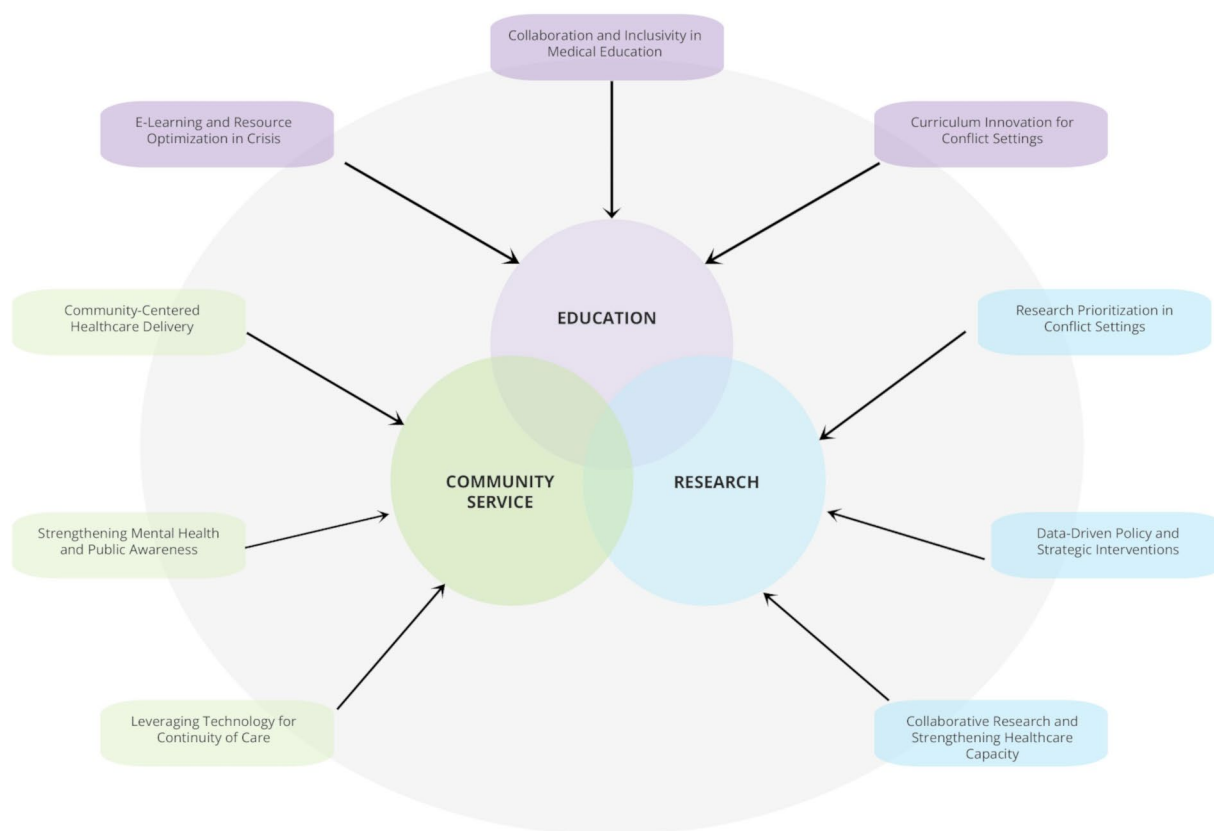 Collaboration and Inclusivity in
Medical Education
E-Learning and Resource
Optimization in Crisis
Curriculum Innovation for
Conflict Settings
EDUCATION
Community-Centered
Healthcare Delivery
Research Prioritization in
Conflict Settings
COMMUNITY
SERVICE
RESEARCH
Strengthening Mental Health
and Public Awareness
Data-Driven Policy and
Strategic Interventions
Leveraging Technology for
Continuity of Care
Collaborative Research and
Strengthening Healthcare
Capacity